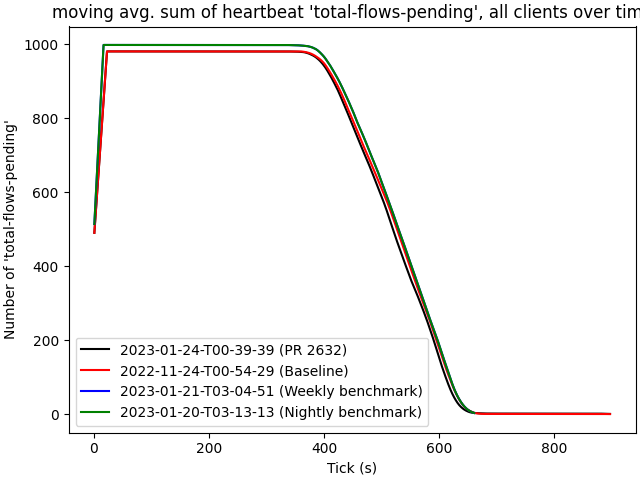 moving avg. sum of heartbeat 'total-flows-pending', all clients over tim
Number of 'total-flows-pending'
1000
800
600
400
200
0
2023-01-24-T00-39-39 (PR 2632)
2022-11-24-T00-54-29 (Baseline)
2023-01-21-T03-04-51 (Weekly benchmark)
2023-01-20-T03-13-13 (Nightly benchmark)
0 200 400 600 800
Tick (s)